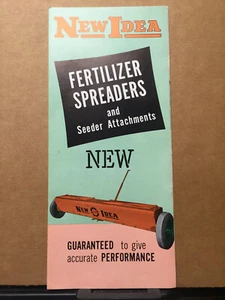 NEW IDEA
FERTILIZER
SPREADERS
and
Seeder Attachments
NEW
NEW IDEA
GUARANTEED to give
accurate PERFORMANCE